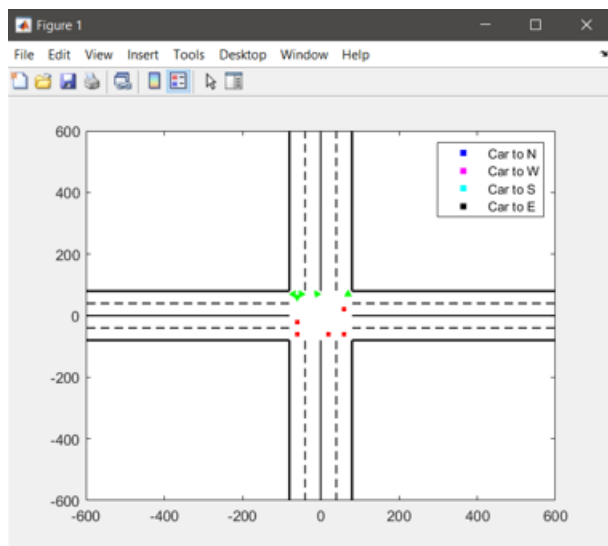 Figure 1
File Edit View Insert Tools Desktop Window Help
600
400
200
0
-200
-400
-600
-600 -400 -200 0 200 400 600
Car to N
Car to W
Car to S
Car to E